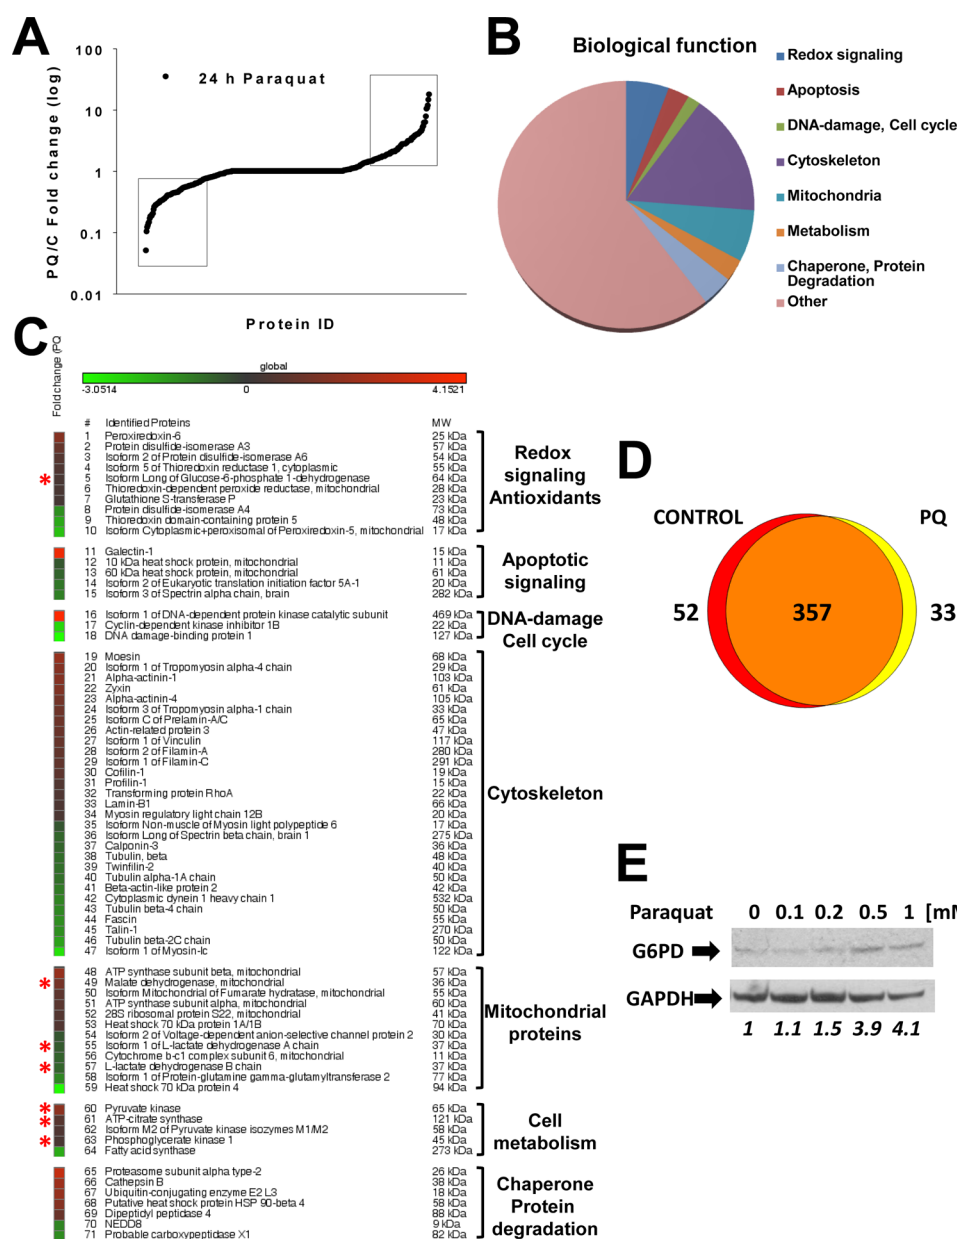 A
100
10
1
0.1
0.01
PQ/C Fold change (log)
24 h Paraquat
Protein ID
B
Biological function
Redox signaling
Apoptosis
DNA-damage, Cell cycle
Cytoskeleton
Mitochondria
Metabolism
Chaperone, Protein
Degradation
Other
C
Fold change (PQ
global
-3.0514 0 4.1521
# Identified Proteins MW
1 Peroxiredoxin-6 25 kDa
2 Protein disulfide-isomerase A3 57 kDa
3 Isoform 2 of Protein disulfide-isomerase A6 54 kDa
4 Isoform 5 of Thioredoxin reductase 1, cytoplasmic 55 kDa
* 5 Isoform Long of Glucose-6-phosphate 1-dehydrogenase 64 kDa
6 Thioredoxin-dependent peroxide reductase, mitochondrial 28 kDa
7 Glutathione S-transferase P 23 kDa
8 Protein disulfide-isomerase A4 73 kDa
9 Thioredoxin domain-containing protein 5 48 kDa
10 Isoform Cytoplasmic+peroxisomal of Peroxiredoxin-5, mitochondrial 17 kDa
Redox
signaling
Antioxidants
11 Galectin-1 15 kDa
12 10 kDa heat shock protein, mitochondrial 11 kDa
13 60 kDa heat shock protein, mitochondrial 61 kDa
14 Isoform 2 of Eukaryotic translation initiation factor 5A-1 20 kDa
15 Isoform 3 of Spectrin alpha chain, brain 282 kDa
Apoptotic
signaling
16 Isoform 1 of DNA-dependent protein kinase catalytic subunit 469 kDa
17 Cyclin-dependent kinase inhibitor 1B 22 kDa
18 DNA damage-binding protein 1 127 kDa
DNA-damage
Cell cycle
19 Moesin 68 kDa
20 Isoform 1 of Tropomyosin alpha-4 chain 29 kDa
21 Alpha-actinin-1 103 kDa
22 Zyxin 61 kDa
23 Alpha-actinin-4 105 kDa
24 Isoform 3 of Tropomyosin alpha-1 chain 33 kDa
25 Isoform C of Prelamin-A/C 65 kDa
26 Actin-related protein 3 47 kDa
27 Isoform 1 of Vinculin 117 kDa
28 Isoform 2 of Filamin-A 280 kDa
29 Isoform 1 of Filamin-C 291 kDa
30 Cofilin-1 19 kDa
31 Profilin-1 15 kDa
32 Transforming protein RhoA 22 kDa
33 Lamin-B1 66 kDa
34 Myosin regulatory light chain 12B 20 kDa
35 Isoform Non-muscle of Myosin light polypeptide 6 17 kDa
36 Isoform Long of Spectrin beta chain, brain 1 275 kDa
37 Calponin-3 36 kDa
38 Tubulin, beta 48 kDa
39 Twinfilin-2 40 kDa
40 Tubulin alpha-1A chain 50 kDa
41 Beta-actin-like protein 2 42 kDa
42 Cytoplasmic dynein 1 heavy chain 1 532 kDa
43 Tubulin beta-4 chain 50 kDa
44 Fascin 55 kDa
45 Talin-1 270 kDa
46 Tubulin beta-2C chain 50 kDa
47 Isoform 1 of Myosin-Ic 122 kDa
Cytoskeleton
48 ATP synthase subunit beta, mitochondrial 57 kDa
* 49 Malate dehydrogenase, mitochondrial 36 kDa
50 Isoform Mitochondrial of Fumarate hydratase, mitochondrial 55 kDa
51 ATP synthase subunit alpha, mitochondrial 60 kDa
52 28S ribosomal protein S22, mitochondrial 41 kDa
53 Heat shock 70 kDa protein 1A/1B 70 kDa
54 Isoform 2 of Voltage-dependent anion-selective channel protein 2 30 kDa
* 55 Isoform 1 of L-lactate dehydrogenase A chain 37 kDa
56 Cytochrome b-c1 complex subunit 6, mitochondrial 11 kDa
* 57 L-lactate dehydrogenase B chain 37 kDa
58 Isoform 1 of Protein-glutamine gamma-glutamyltransferase 2 77 kDa
59 Heat shock 70 kDa protein 4 94 kDa
Mitochondrial
proteins
* 60 Pyruvate kinase 65 kDa
* 61 ATP-citrate synthase 121 kDa
62 Isoform M2 of Pyruvate kinase isozymes M1/M2 58 kDa
* 63 Phosphoglycerate kinase 1 45 kDa
64 Fatty acid synthase 273 kDa
Cell
metabolism
65 Proteasome subunit alpha type-2 26 kDa
66 Cathepsin B 38 kDa
67 Ubiquitin-conjugating enzyme E2 L3 18 kDa
68 Putative heat shock protein HSP 90-beta 4 58 kDa
69 Dipeptidyl peptidase 4 88 kDa
70 NEDD8 9 kDa
71 Probable carboxypeptidase X1 82 kDa
Chaperone
Protein
degradation
D
CONTROL PQ
52 357 33
E
Paraquat 0 0.1 0.2 0.5 1 [mM
G6PD
GAPDH
1 1.1 1.5 3.9 4.1